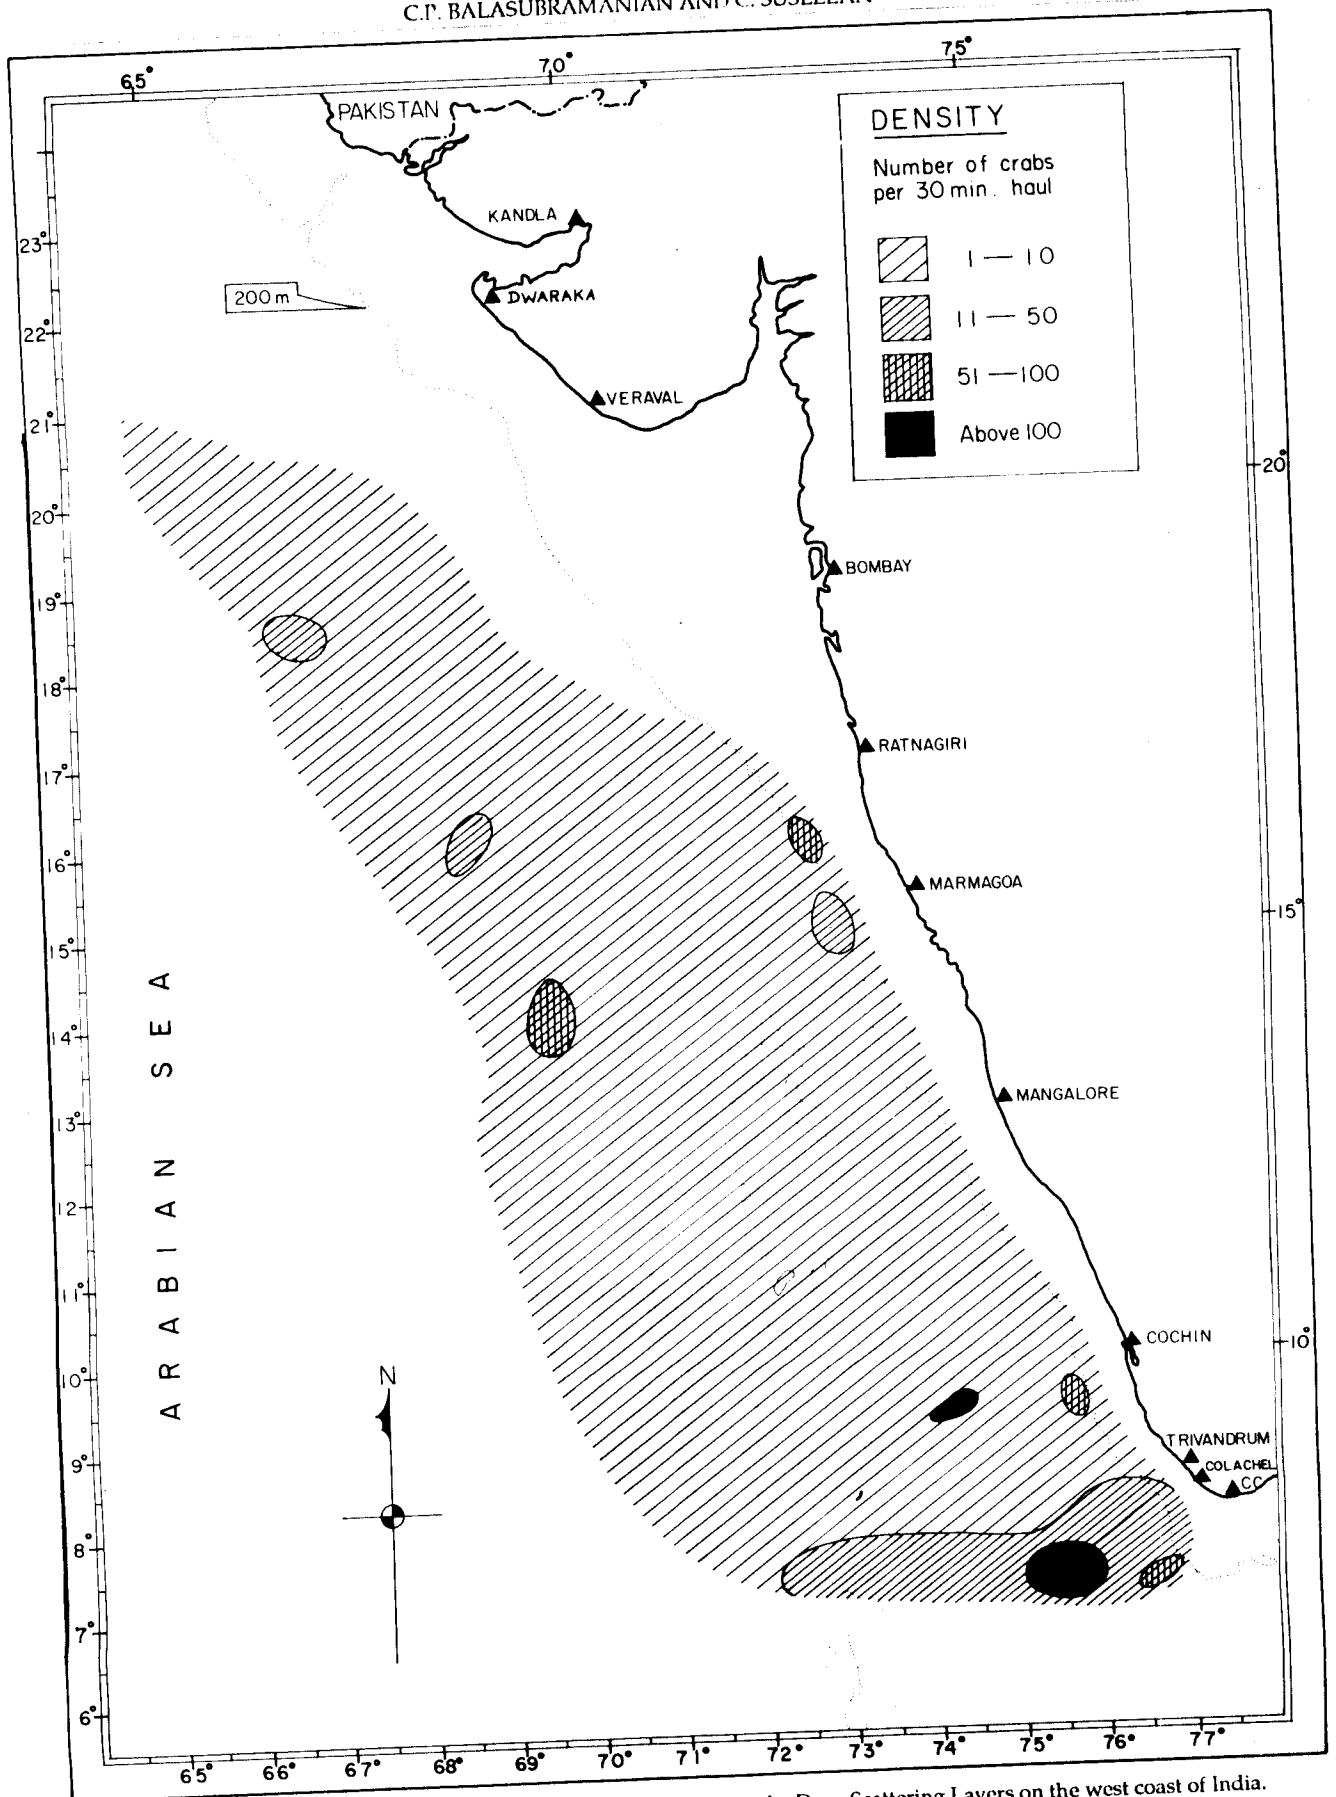 C.P. BALASUBRAMANIAN AND C. SUSEELAN
65° 70° 75°
PAKISTAN
DENSITY
Number of crabs
per 30 min. haul
1 — 10
11 — 50
51 — 100
Above 100
KANDLA
23°
200 m
DWARAKA
22°
VERAVAL
21°
20°
20°
BOMBAY
19°
18°
RATNAGIRI
17°
16°
MARMAGOA
15°
15°
14°
MANGALORE
13°
12°
11°
ARABIAN SEA
COCHIN
10°
10°
N
TRIVANDRUM
9°
COLACHEL
CC
8°
7°
6°
65° 66° 67° 68° 69° 70° 71° 72° 73° 74° 75° 76° 77°
Scattering Layers on the west coast of India.